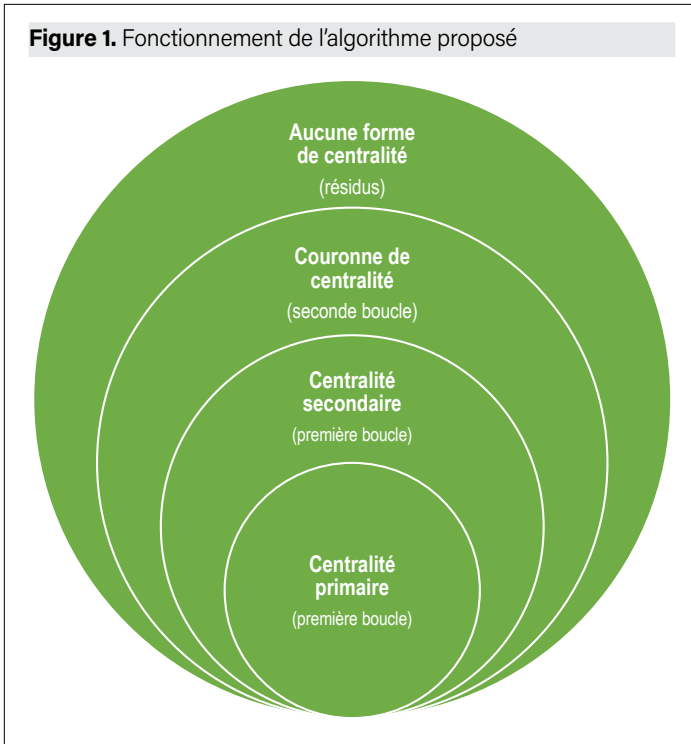 Figure 1. Fonctionnement de l'algorithme proposé
Aucune forme
de centralité
(résidus)
Couronne de
centralité
(seconde boucle)
Centralité
secondaire
(première boucle)
Centralité
primaire
(première boucle)